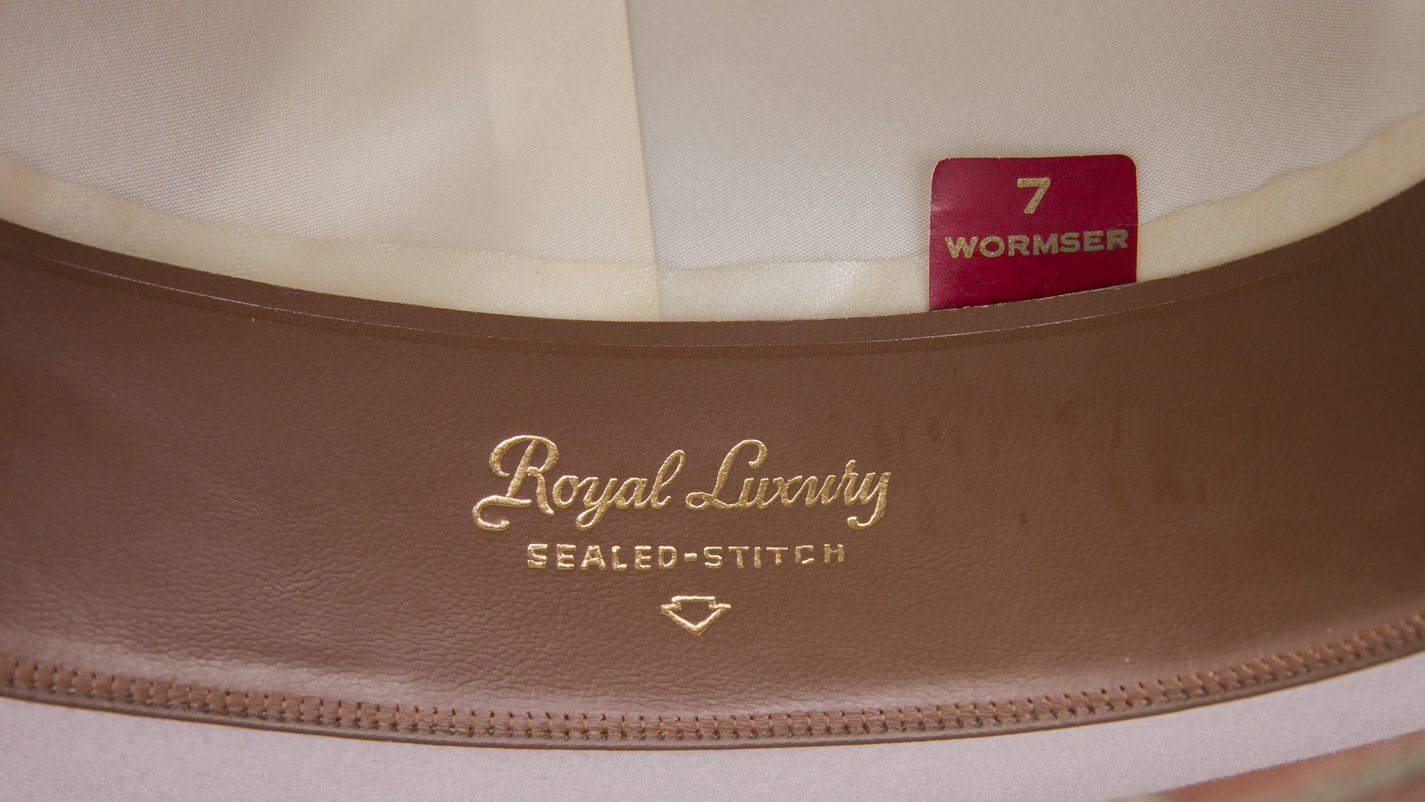 7
WORMSER
Royal Luxury
SEALED-STITCH